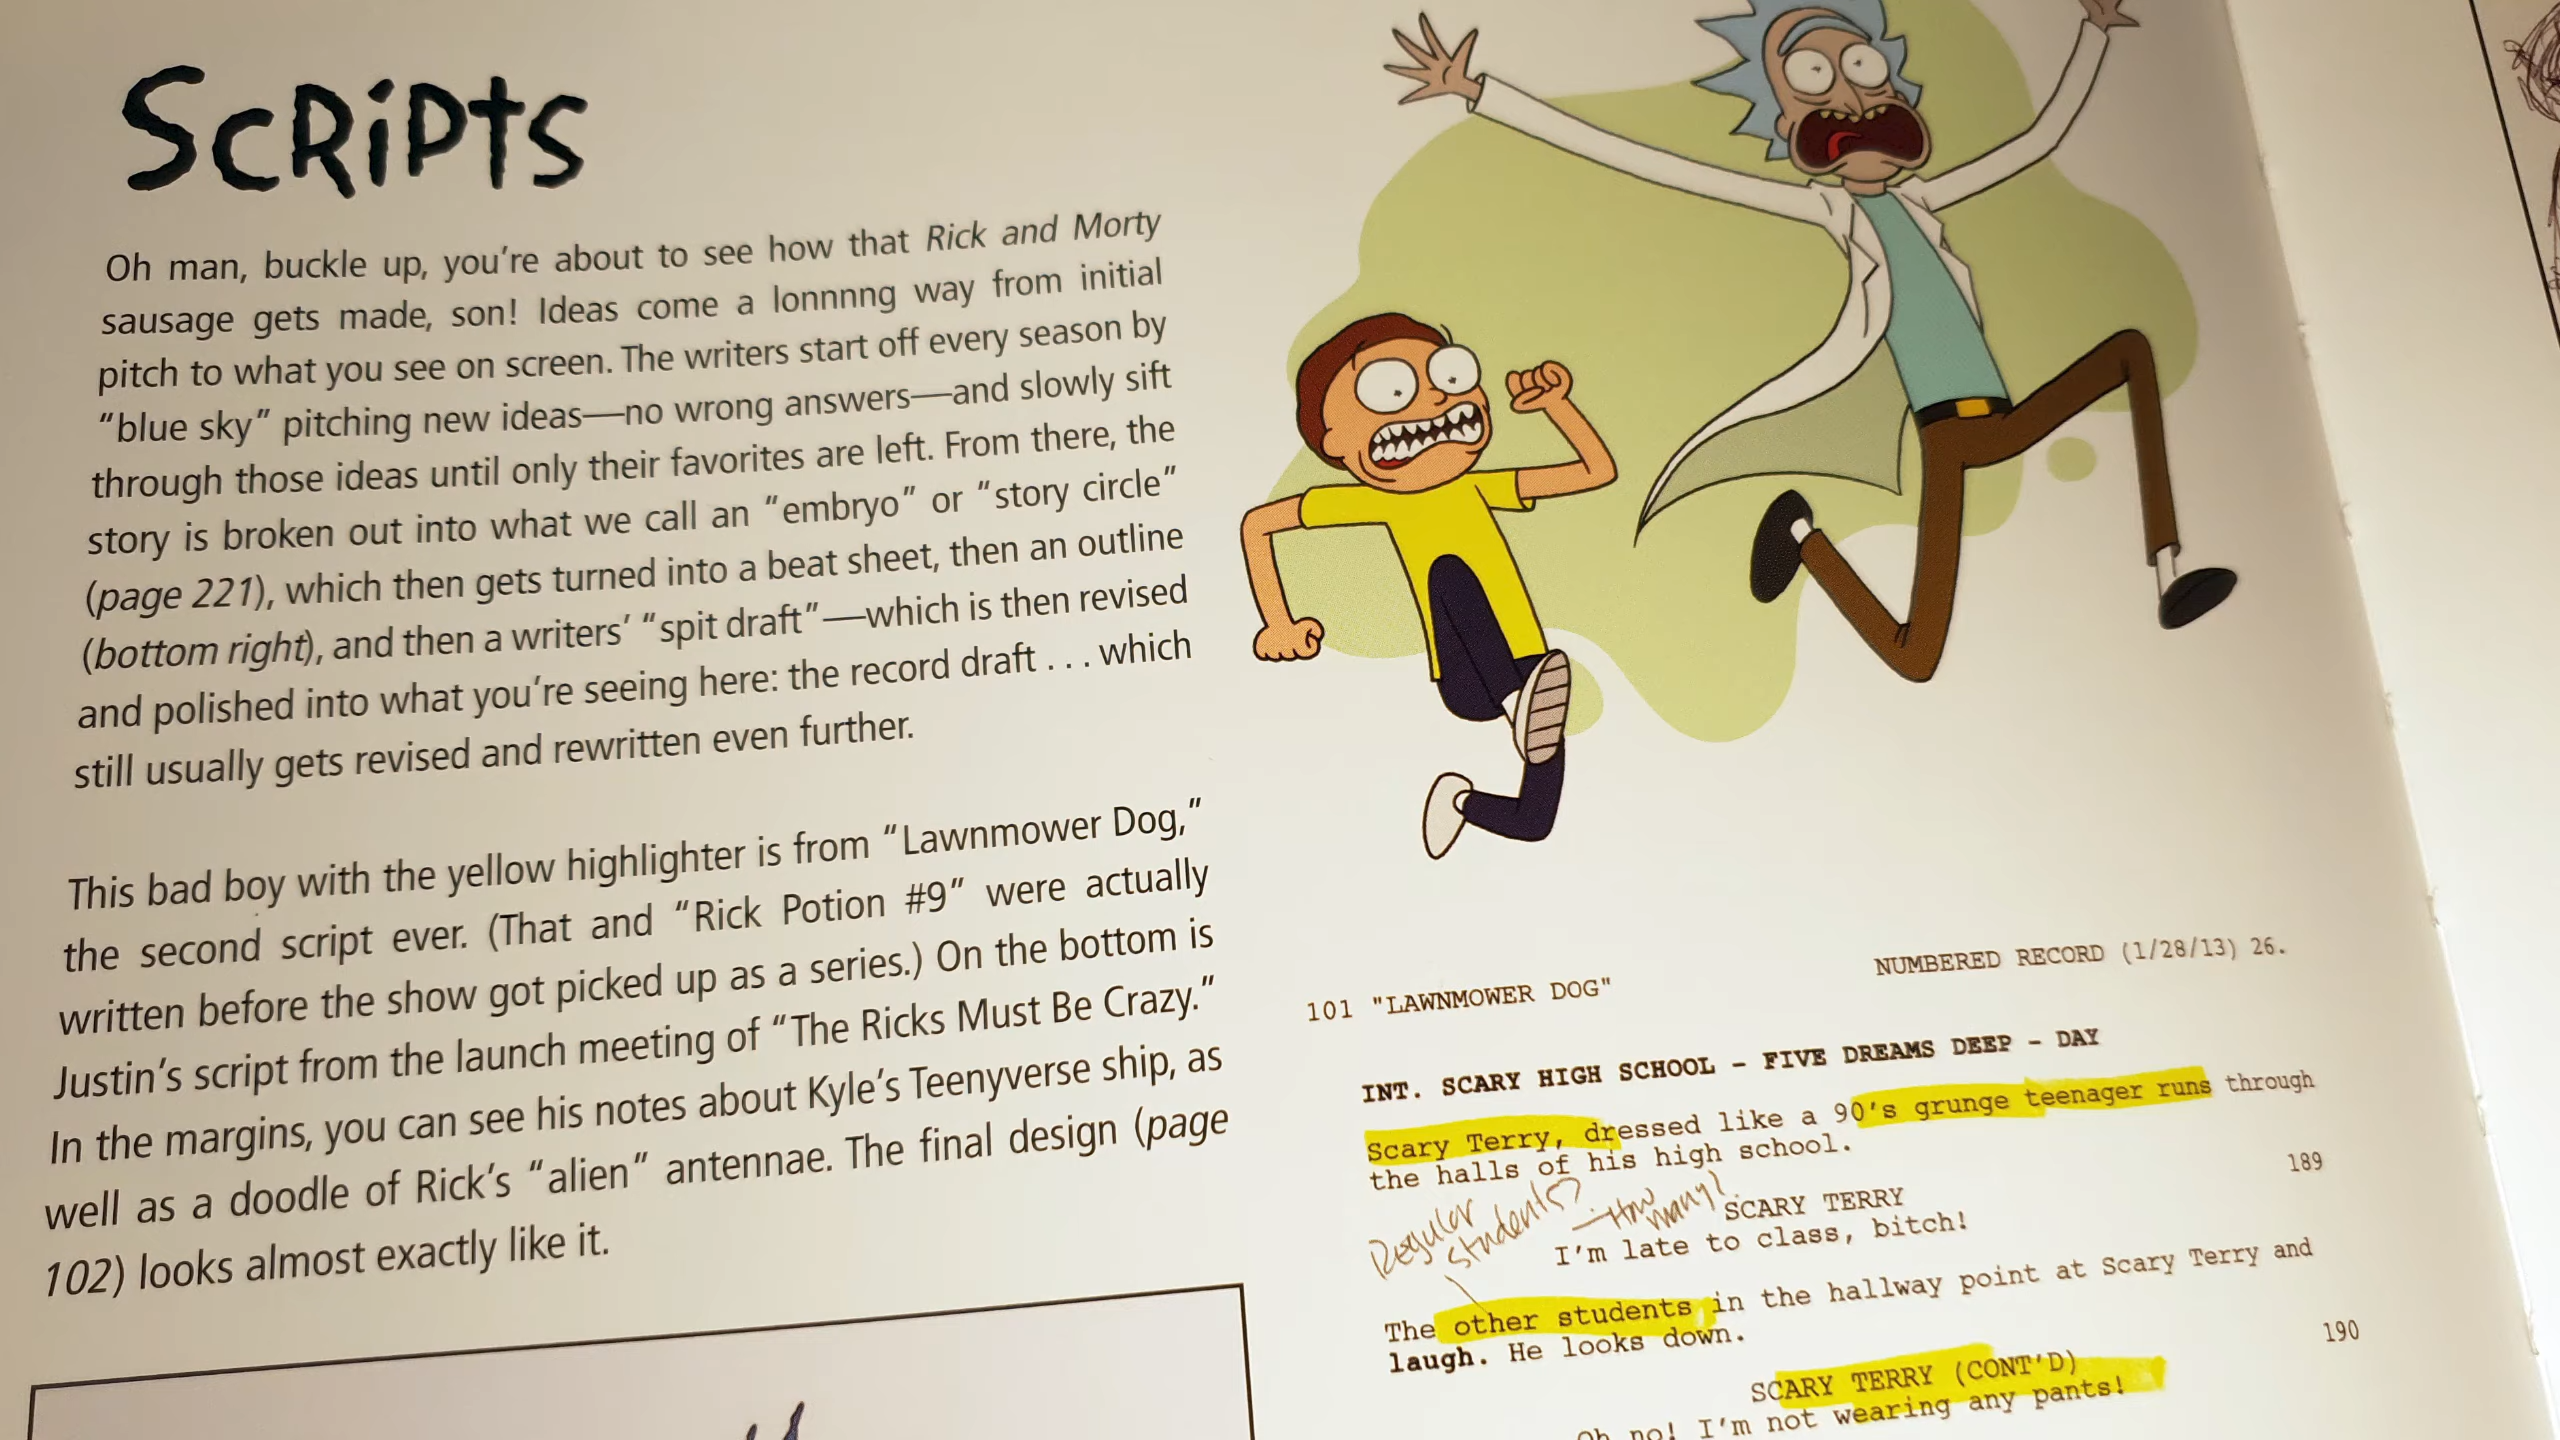 Scripts
Oh man, buckle up, you're about to see how that Rick and Morty
sausage gets made, son! Ideas come a lonnnng way from initial
pitch to what you see on screen. The writers start off every season by
“blue sky” pitching new ideas—no wrong answers—and slowly sift
through those ideas until only their favorites are left. From there, the
story is broken out into what we call an “embryo” or “story circle”
(page 221), which then gets turned into a beat sheet, then an outline
(bottom right), and then a writers' “spit draft”—which is then revised
and polished into what you're seeing here: the record draft . . . which
still usually gets revised and rewritten even further.
This bad boy with the yellow highlighter is from “Lawnmower Dog,”
the second script ever. (That and “Rick Potion #9” were actually
written before the show got picked up as a series.) On the bottom is
Justin's script from the launch meeting of “The Ricks Must Be Crazy.”
In the margins, you can see his notes about Kyle's Teenyverse ship, as
well as a doodle of Rick's “alien” antennae. The final design (page
102) looks almost exactly like it.
101 "LAWNMOWER DOG"
NUMBERED RECORD (1/28/13) 26.
INT. SCARY HIGH SCHOOL - FIVE DREAMS DEEP - DAY
Scary Terry, dressed like a 90's grunge teenager runs through
the halls of his high school.
189
Regular
students?
- How
many?
SCARY TERRY
I'm late to class, bitch!
The other students in the hallway point at Scary Terry and
laugh. He looks down.
190
SCARY TERRY (CONT'D)
Oh no! I'm not wearing any pants!